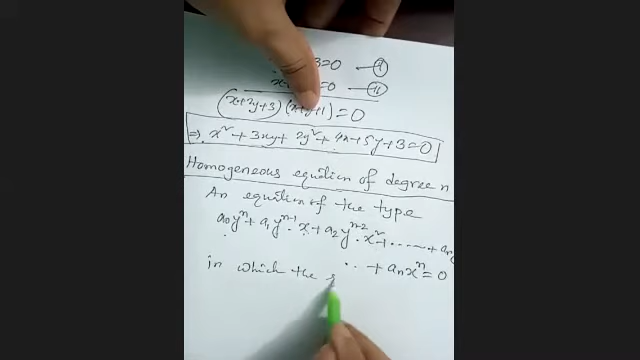 3=0 — I
=0 — II
(x+2y+3) (x+y+1) = 0
⇒ x²+3xy+2y²+4x+5y+3=0
Homogeneous equation of degree n
An equation of the type
a₀yⁿ+a₁yⁿ⁻¹·x+a₂yⁿ⁻²·x²+......+aₙ
·· +aₙxⁿ=0
in which the s